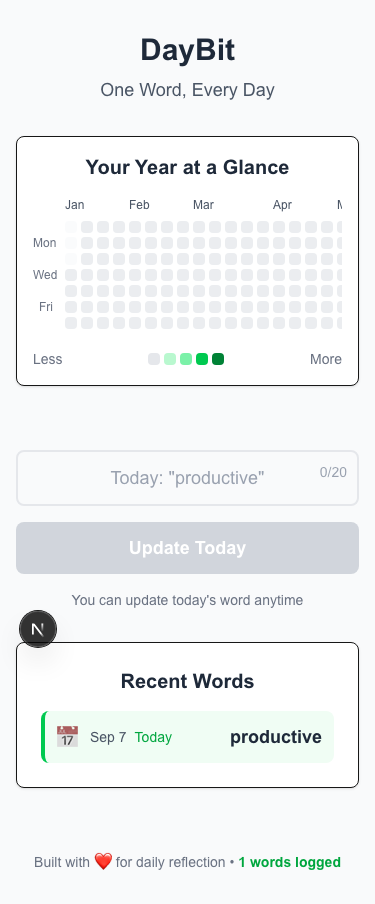 DayBit
One Word, Every Day
Your Year at a Glance
Jan Feb Mar Apr
Mon
Wed
Fri
Less More
Today: "productive" 0/20
Update Today
You can update today's word anytime
N
Recent Words
17 Sep 7 Today productive
Built with ❤️ for daily reflection • 1 words logged